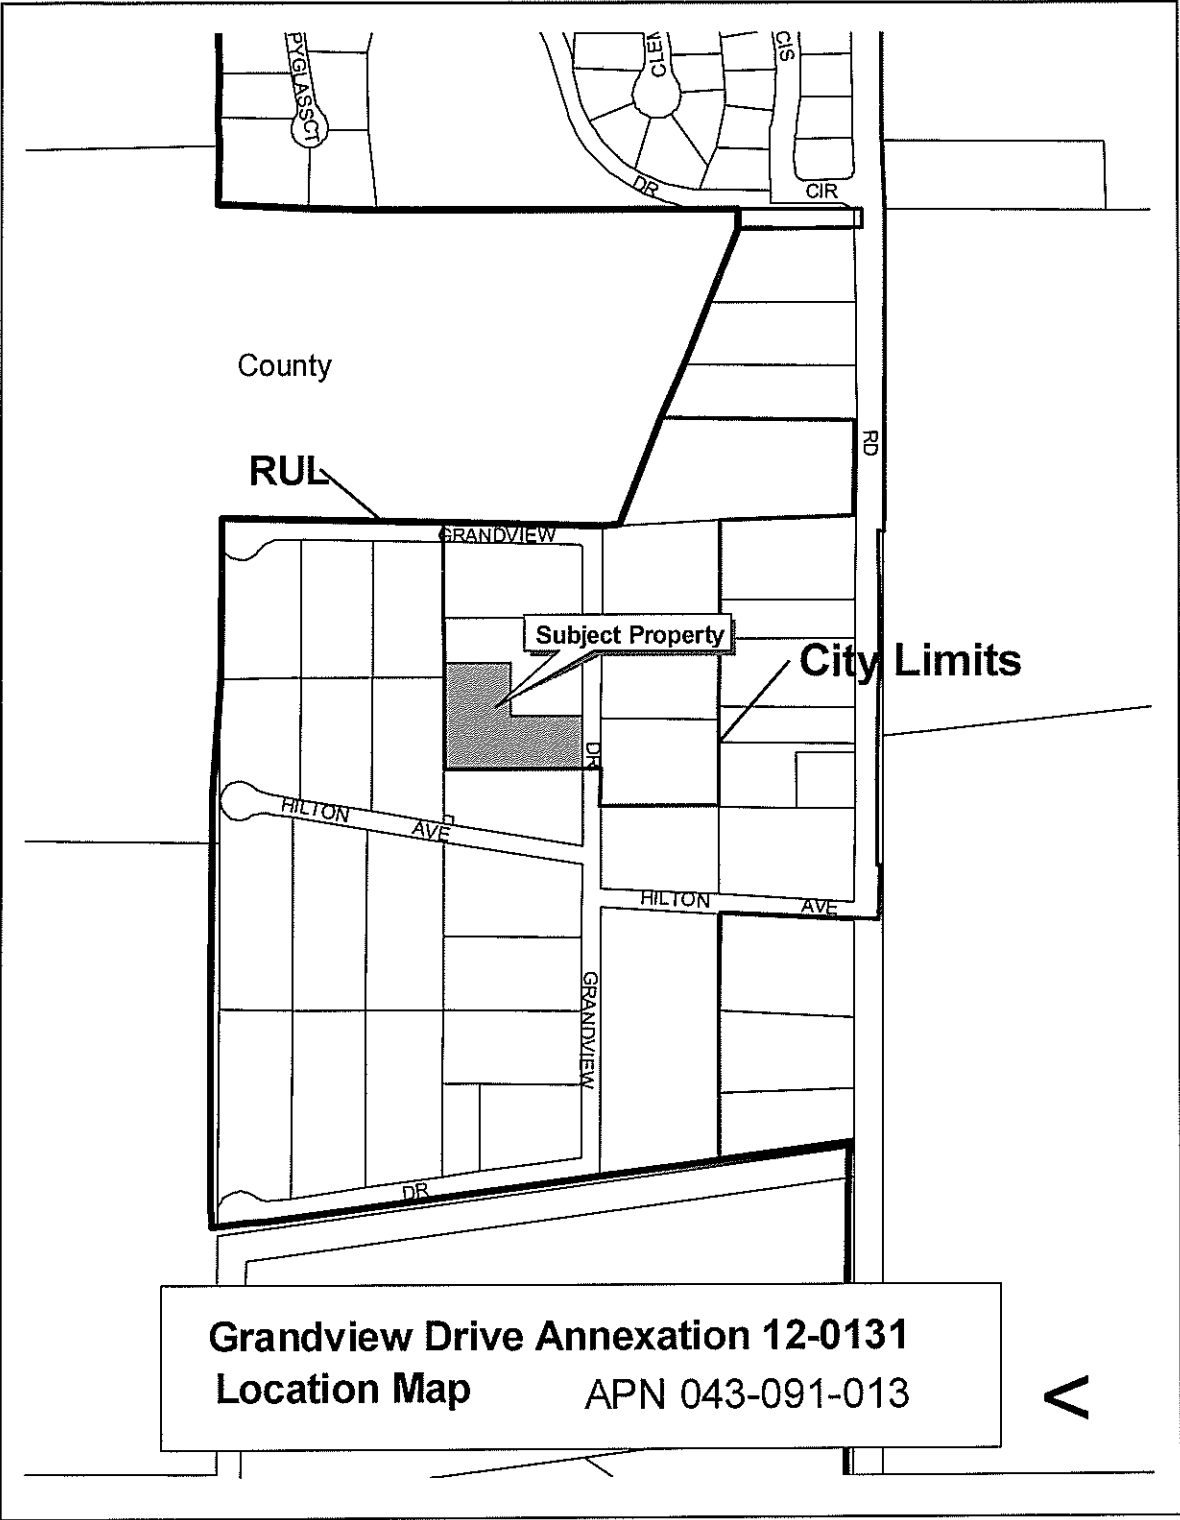 PYGLASSCT
CLEM
CIS
DR
CIR
County
RD
RUL
GRANDVIEW
Subject Property
City Limits
DR
HILTON AVE
HILTON AVE
GRANDVIEW
DR
Grandview Drive Annexation 12-0131
Location Map APN 043-091-013
<